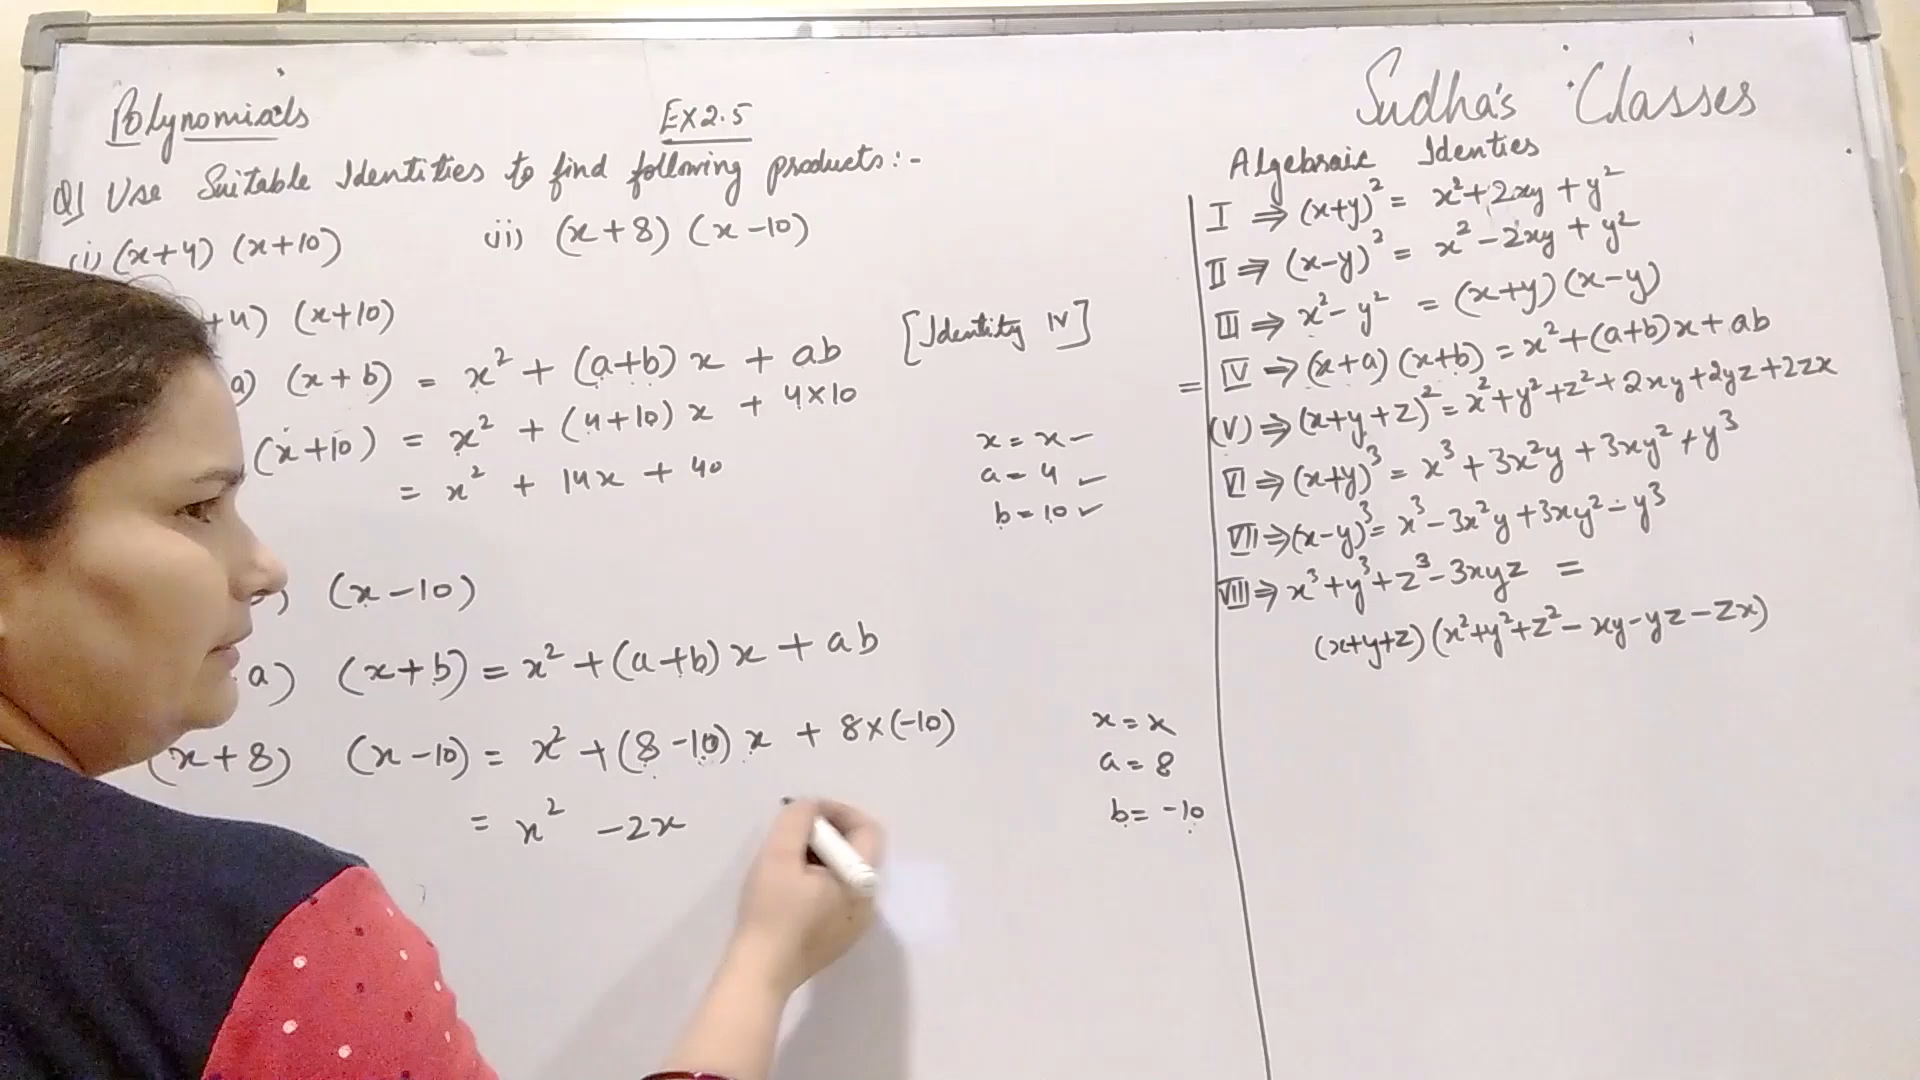 Polynomials
Ex 2.5
Q1 Use Suitable Identities to find following products:-
(i) (x+4) (x+10)
(ii) (x+8) (x-10)
+4) (x+10)
a) (x+b) = x² + (a+b) x + ab
[Identity IV]
(x+10) = x² + (4+10) x + 4×10
= x² + 14x + 40
x = x
a = 4 ✓
b = 10 ✓
) (x-10)
a) (x+b) = x² + (a+b) x + ab
(x+8) (x-10) = x² + (8-10) x + 8×(-10)
= x² -2x
x = x
a = 8
b = -10
Sudha's Classes
Algebraic Identies
I ⇒ (x+y)² = x²+2xy+y²
II ⇒ (x-y)² = x²-2xy+y²
III ⇒ x²-y² = (x+y)(x-y)
= IV ⇒ (x+a)(x+b) = x²+(a+b)x+ab
(V) ⇒ (x+y+z)² = x²+y²+z²+2xy+2yz+2zx
VI ⇒ (x+y)³ = x³+3x²y+3xy²+y³
VII ⇒ (x-y)³ = x³-3x²y+3xy²-y³
VIII ⇒ x³+y³+z³-3xyz =
(x+y+z)(x²+y²+z²-xy-yz-zx)